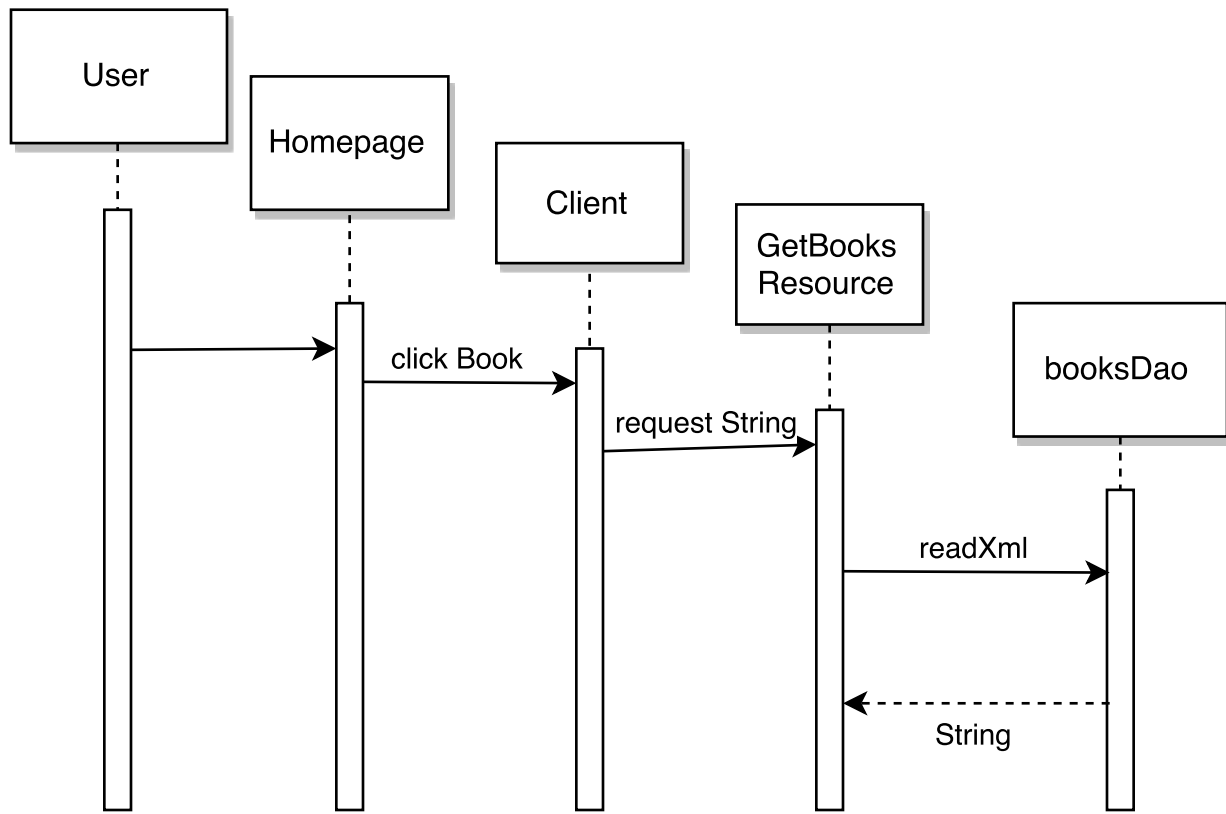 User
Homepage
Client
GetBooks
Resource
booksDao
click Book
request String
readXml
String